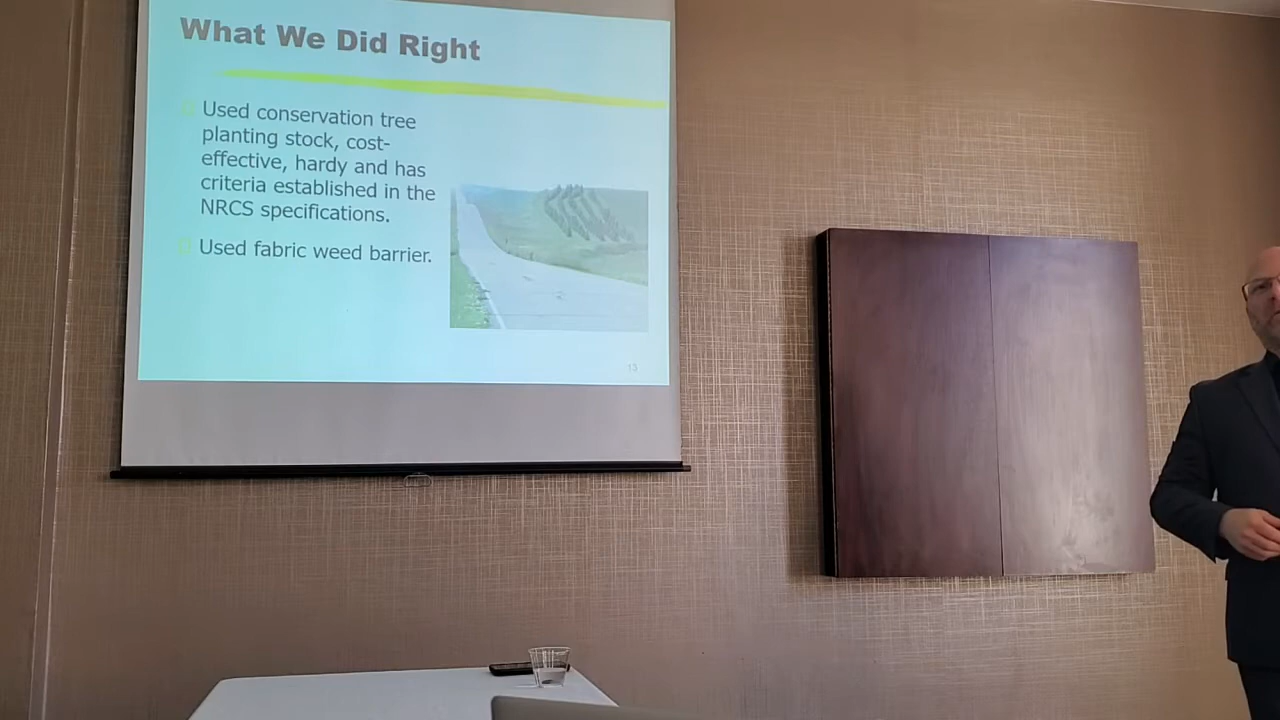 What We Did Right
Used conservation tree
planting stock, cost-
effective, hardy and has
criteria established in the
NRCS specifications.
Used fabric weed barrier.
13